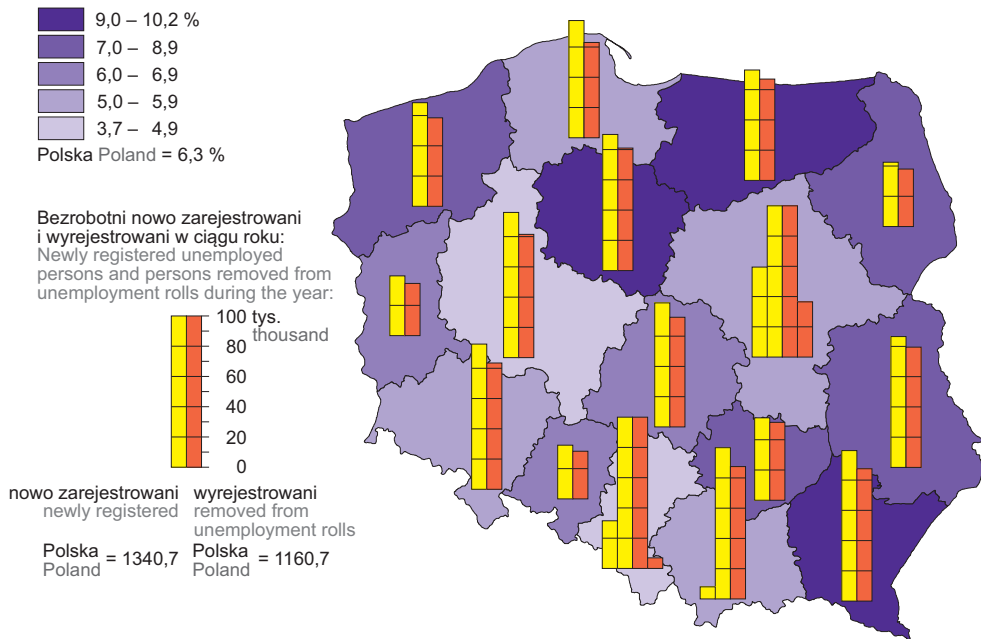 9,0 – 10,2 %
7,0 – 8,9
6,0 – 6,9
5,0 – 5,9
3,7 – 4,9
Polska Poland = 6,3 %
Bezrobotni nowo zarejestrowani
i wyrejestrowani w ciągu roku:
Newly registered unemployed
persons and persons removed from
unemployment rolls during the year:
100 tys.
thousand
80
60
40
20
0
nowo zarejestrowani
newly registered
wyrejestrowani
removed from
unemployment rolls
Polska
Poland = 1340,7
Polska
Poland = 1160,7